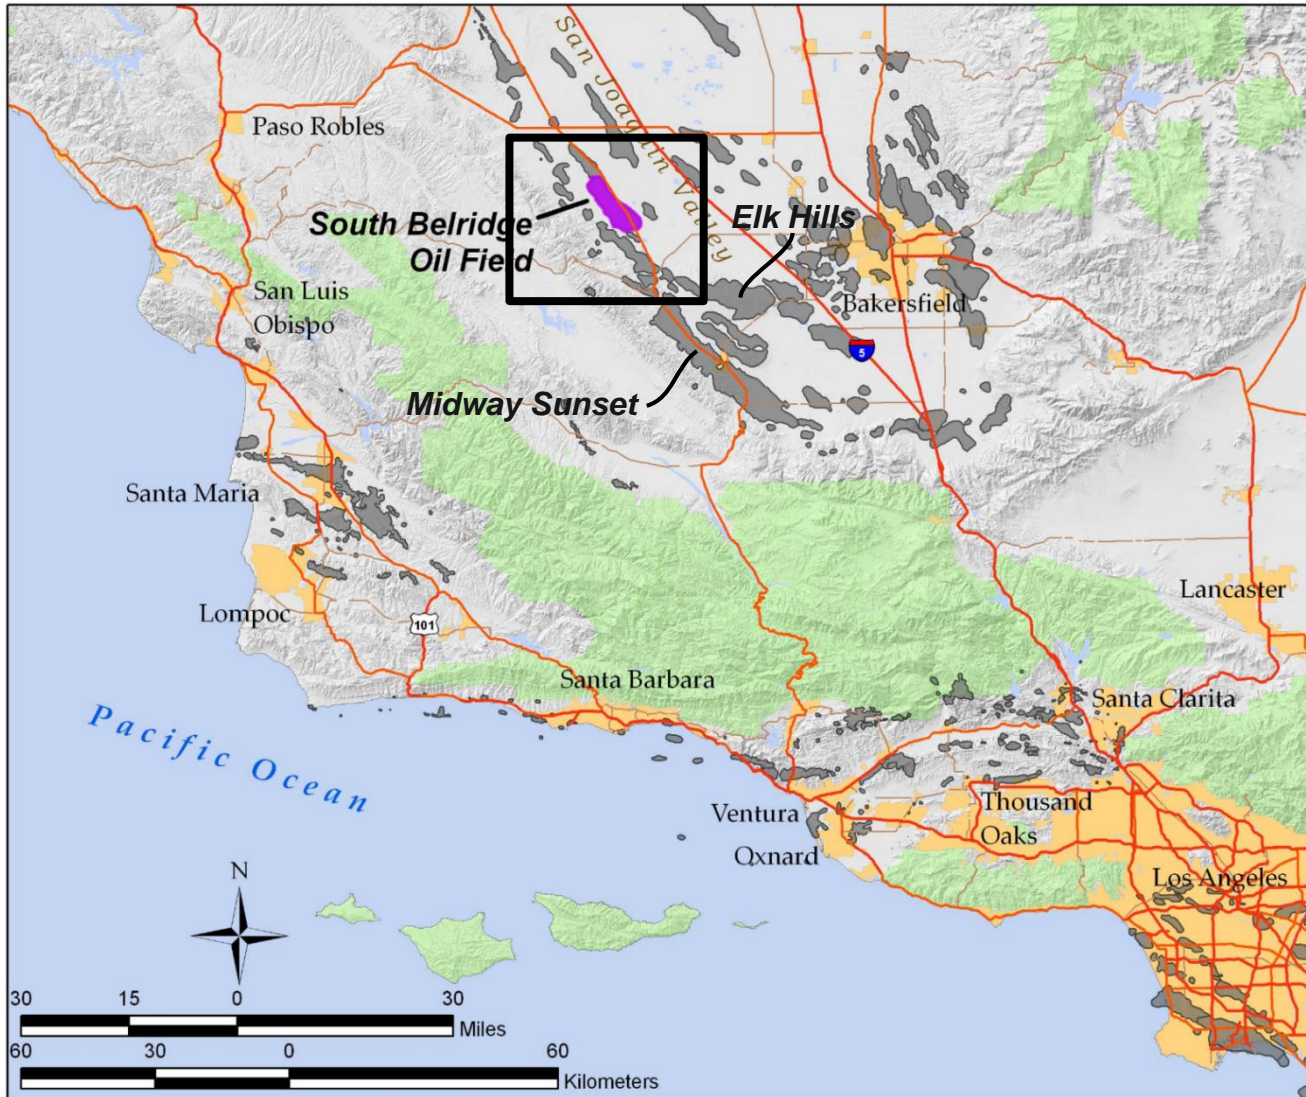 San Joaquin Valley
Paso Robles
South Belridge
Oil Field
Elk Hills
San Luis
Obispo
Bakersfield
5
Midway Sunset
Santa Maria
Lompoc
101
Lancaster
Santa Barbara
Santa Clarita
Pacific Ocean
Ventura
Oxnard
Thousand
Oaks
Los Angeles
N
30 15 0 30
Miles
60 30 0 60
Kilometers